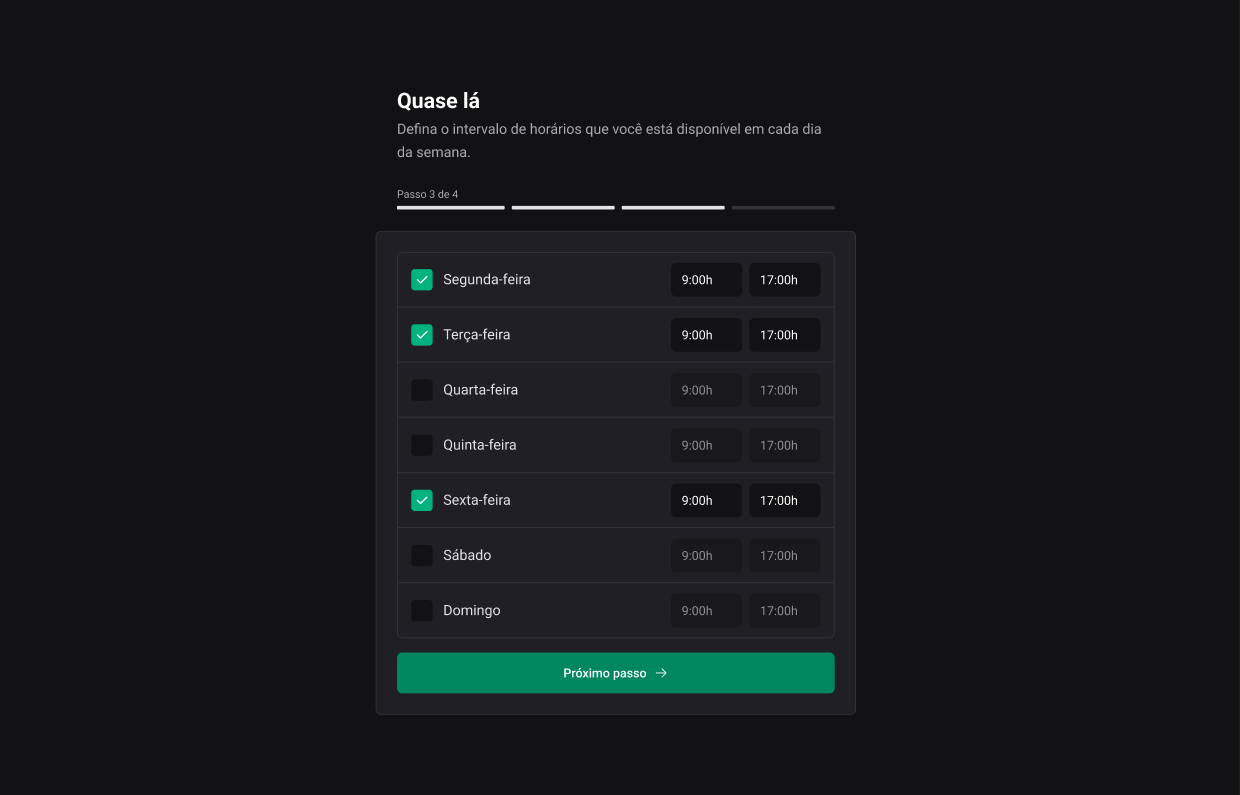 Quase lá
Defina o intervalo de horários que você está disponível em cada dia
da semana.
Passo 3 de 4
Segunda-feira 9:00h 17:00h
Terça-feira 9:00h 17:00h
Quarta-feira 9:00h 17:00h
Quinta-feira 9:00h 17:00h
Sexta-feira 9:00h 17:00h
Sábado 9:00h 17:00h
Domingo 9:00h 17:00h
Próximo passo →